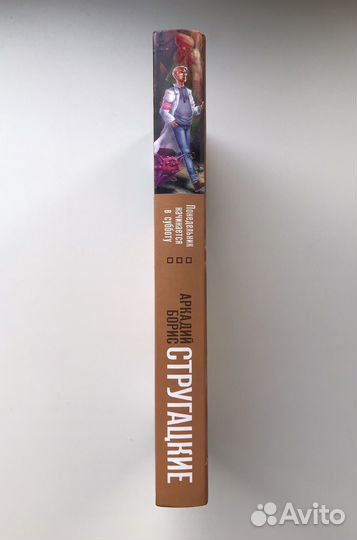 Понедельник
начинается
в субботу
АРКАДИЙ
БОРИС
СТРУГАЦКИЕ
Avito